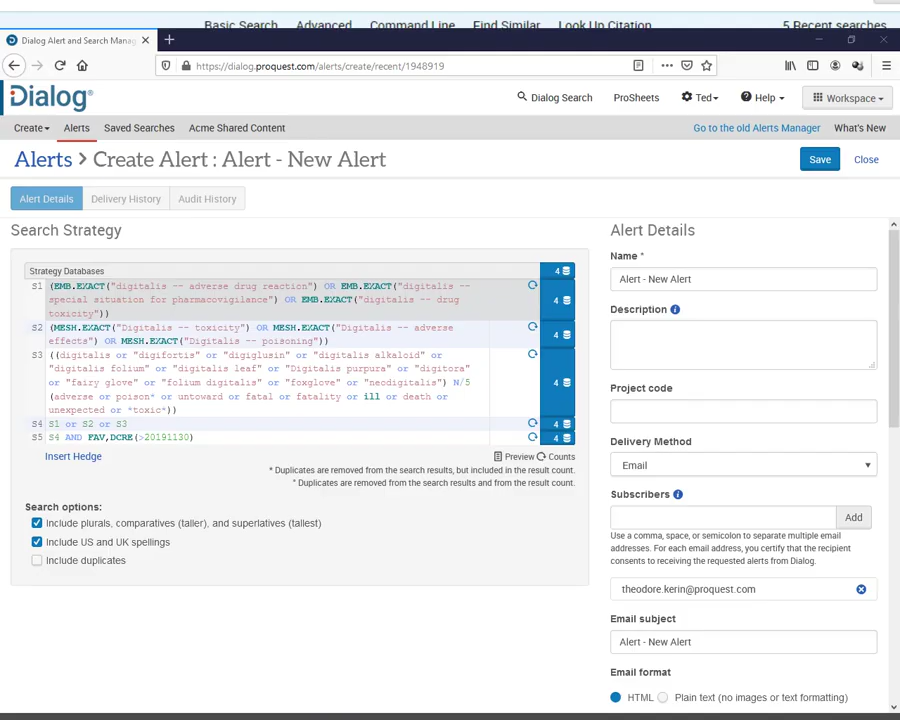 Basic Search Advanced Command Line Find Similar Look Up Citation 5 Recent searches
Dialog Alert and Search Manag
https://dialog.proquest.com/alerts/create/recent/1948919
Dialog® Dialog Search ProSheets Ted Help Workspace
Create Alerts Saved Searches Acme Shared Content Go to the old Alerts Manager What's New
Alerts > Create Alert : Alert - New Alert Save Close
Alert Details Delivery History Audit History
Search Strategy
Strategy Databases 4
S1 (EMB.EXACT("digitalis -- adverse drug reaction") OR EMB.EXACT("digitalis --
special situation for pharmacovigilance") OR EMB.EXACT("digitalis -- drug
toxicity")) 4
S2 (MESH.EXACT("Digitalis -- toxicity") OR MESH.EXACT("Digitalis -- adverse
effects") OR MESH.EXACT("Digitalis -- poisoning")) 4
S3 ((digitalis or "digifortis" or "digiglusin" or "digitalis alkaloid" or
"digitalis folium" or "digitalis leaf" or "Digitalis purpura" or "digitora"
or "fairy glove" or "folium digitalis" or "foxglove" or "neodigitalis") N/5
(adverse or poison* or untoward or fatal or fatality or ill or death or
unexpected or *toxic*)) 4
S4 S1 or S2 or S3 4
S5 S4 AND FAV,DCRE(>20191130) 4
Insert Hedge Preview Counts
* Duplicates are removed from the search results, but included in the result count.
° Duplicates are removed from the search results and from the result count.
Search options:
Include plurals, comparatives (taller), and superlatives (tallest)
Include US and UK spellings
Include duplicates
Alert Details
Name *
Alert - New Alert
Description
Project code
Delivery Method
Email
Subscribers
Add
Use a comma, space, or semicolon to separate multiple email
addresses. For each email address, you certify that the recipient
consents to receiving the requested alerts from Dialog.
theodore.kerin@proquest.com
Email subject
Alert - New Alert
Email format
HTML Plain text (no images or text formatting)